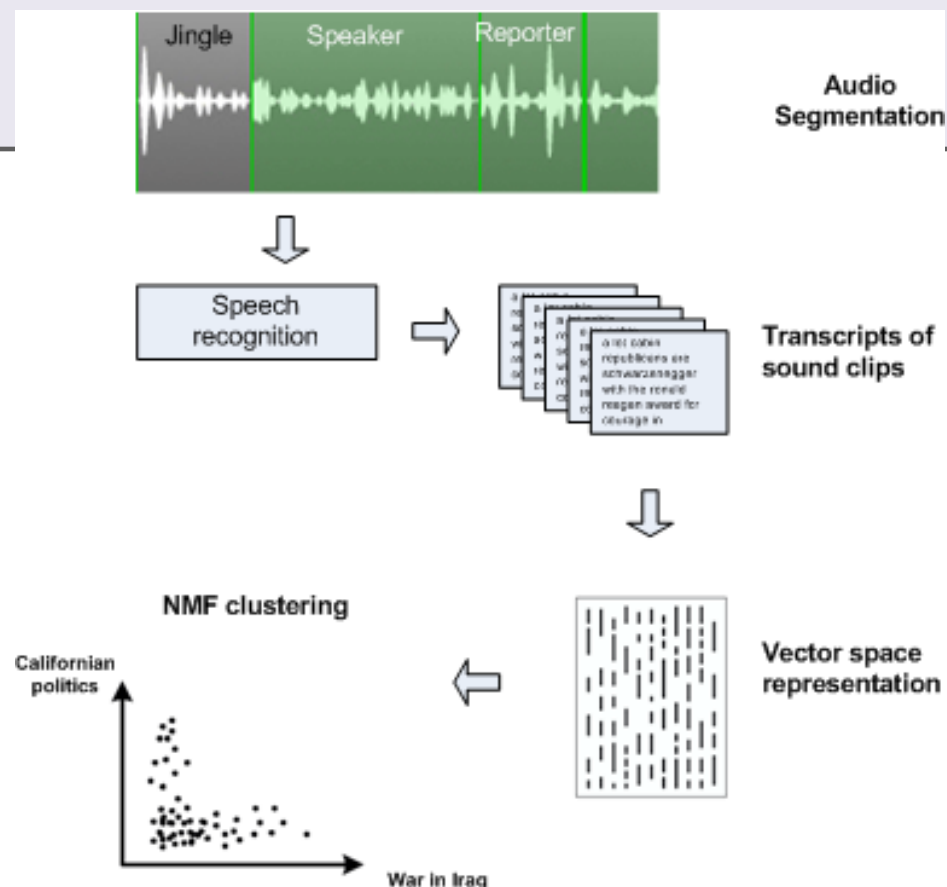 Jingle
Speaker
Reporter
Audio
Segmentation
Speech
recognition
a lot cabin
republicans are
schwarzenegger
with the ronald
reagen award for
courage in
Transcripts of
sound clips
NMF clustering
Vector space
representation
Californian
politics
War in Iraq